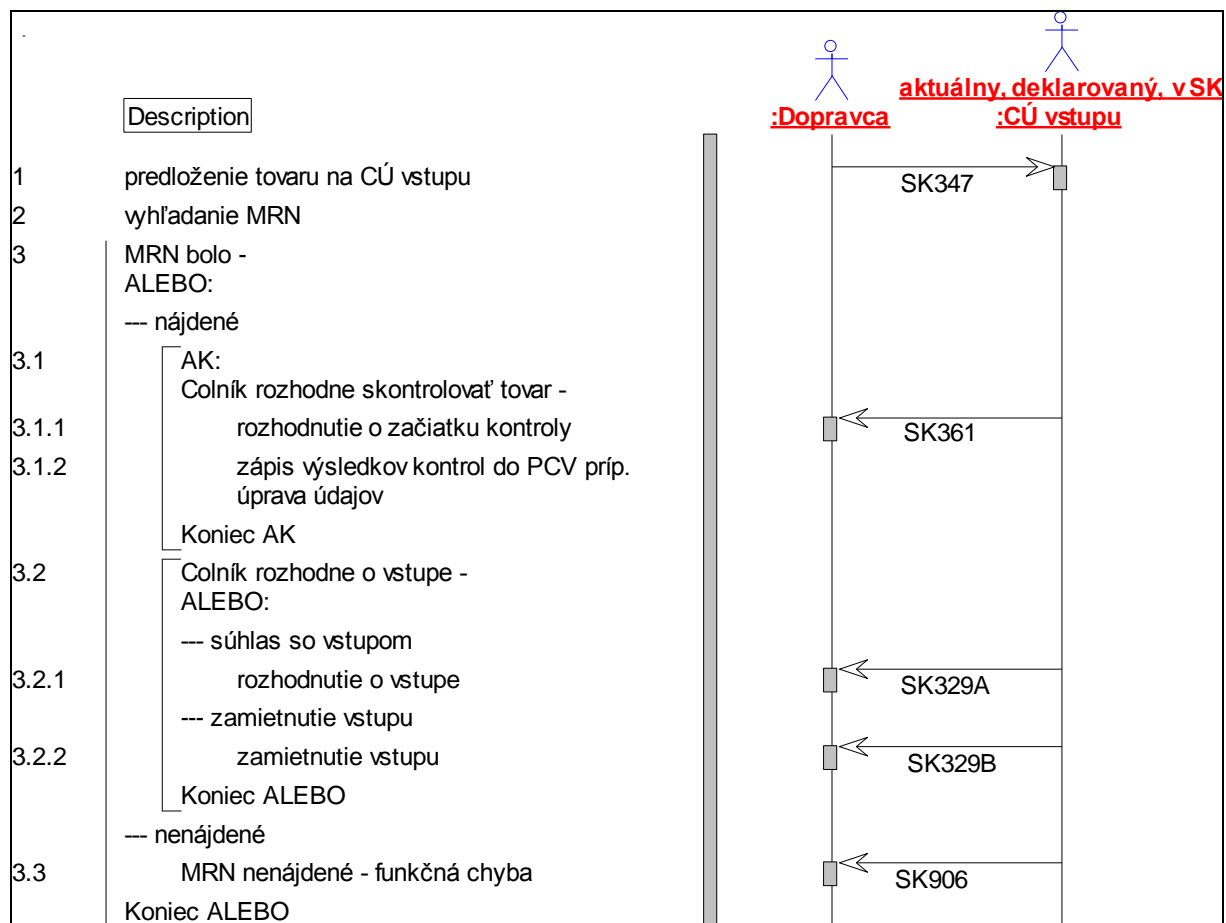 aktuálny, deklarovaný, v SK
Description :Dopravca :CÚ vstupu
1 predloženie tovaru na CÚ vstupu SK347
2 vyhľadanie MRN
3 MRN bolo -
ALEBO:
--- nájdené
3.1 AK:
Colník rozhodne skontrolovať tovar -
3.1.1 rozhodnutie o začiatku kontroly SK361
3.1.2 zápis výsledkov kontrol do PCV príp.
úprava údajov
Koniec AK
3.2 Colník rozhodne o vstupe -
ALEBO:
--- súhlas so vstupom
3.2.1 rozhodnutie o vstupe SK329A
--- zamietnutie vstupu
3.2.2 zamietnutie vstupu SK329B
Koniec ALEBO
--- nenájdené
3.3 MRN nenájdené - funkčná chyba SK906
Koniec ALEBO